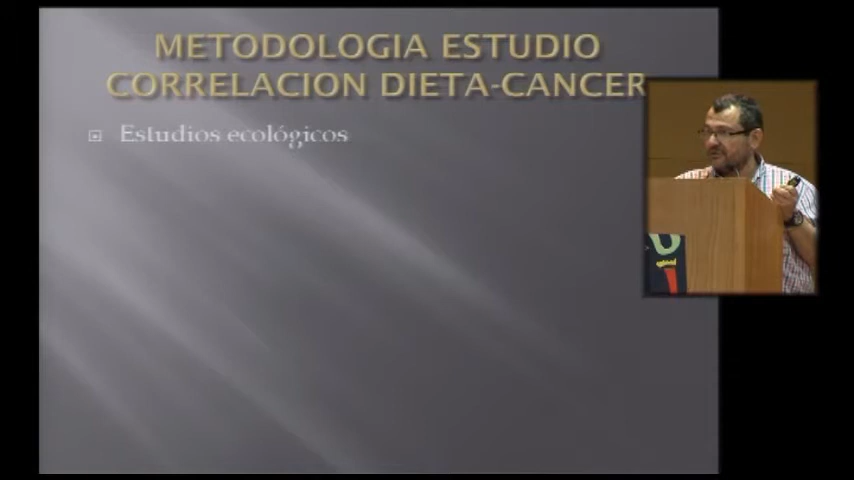 METODOLOGIA ESTUDIO
CORRELACION DIETA-CANCER
Estudios ecológicos